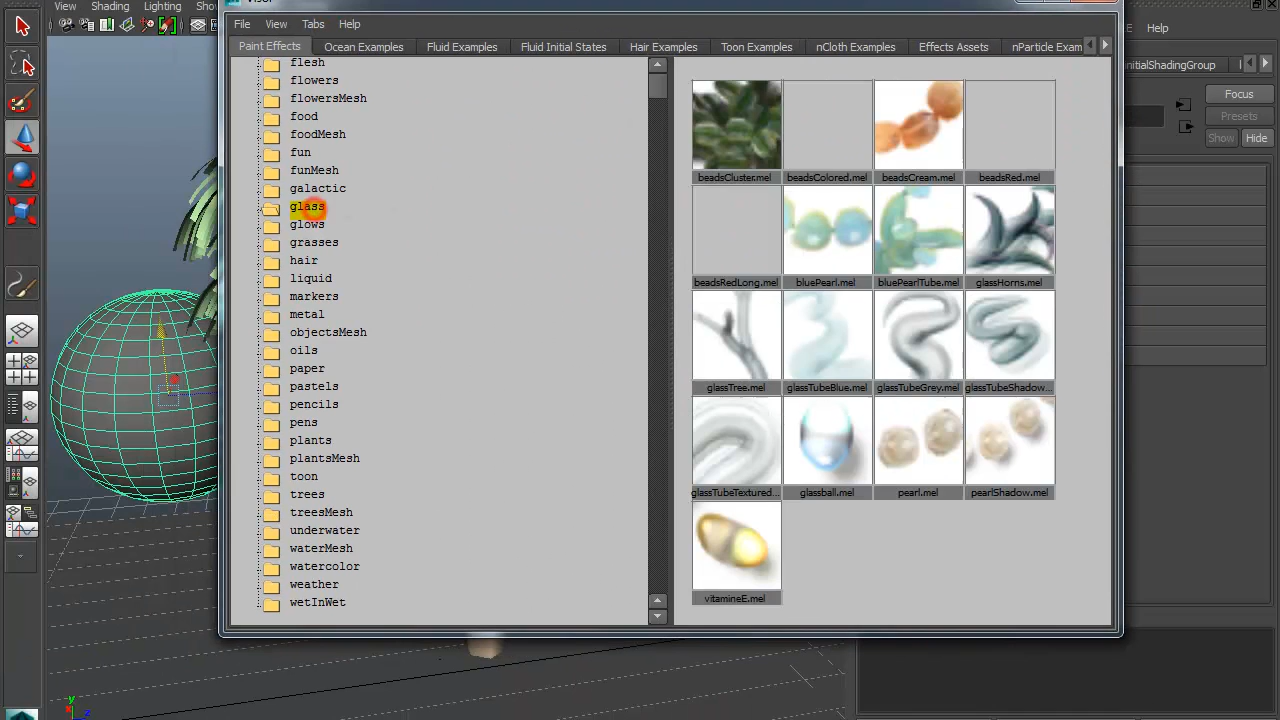 View Shading Lighting Show
Visor
File View Tabs Help
Paint Effects Ocean Examples Fluid Examples Fluid Initial States Hair Examples Toon Examples nCloth Examples Effects Assets nParticle Exam
flesh
flowers
flowersMesh
food
foodMesh
fun
funMesh
galactic
glass
glows
grasses
hair
liquid
markers
metal
objectsMesh
oils
paper
pastels
pencils
pens
plants
plantsMesh
toon
trees
treesMesh
underwater
waterMesh
watercolor
weather
wetInWet
beadsCluster.mel beadsColored.mel beadsCream.mel beadsRed.mel
beadsRedLong.mel bluePearl.mel bluePearlTube.mel glassHorns.mel
glassTree.mel glassTubeBlue.mel glassTubeGrey.mel glassTubeShadow...
glassTubeTextured... glassball.mel pearl.mel pearlShadow.mel
vitaminE.mel
E Help
InitialShadingGroup
Focus
Presets
Show Hide
y
x z